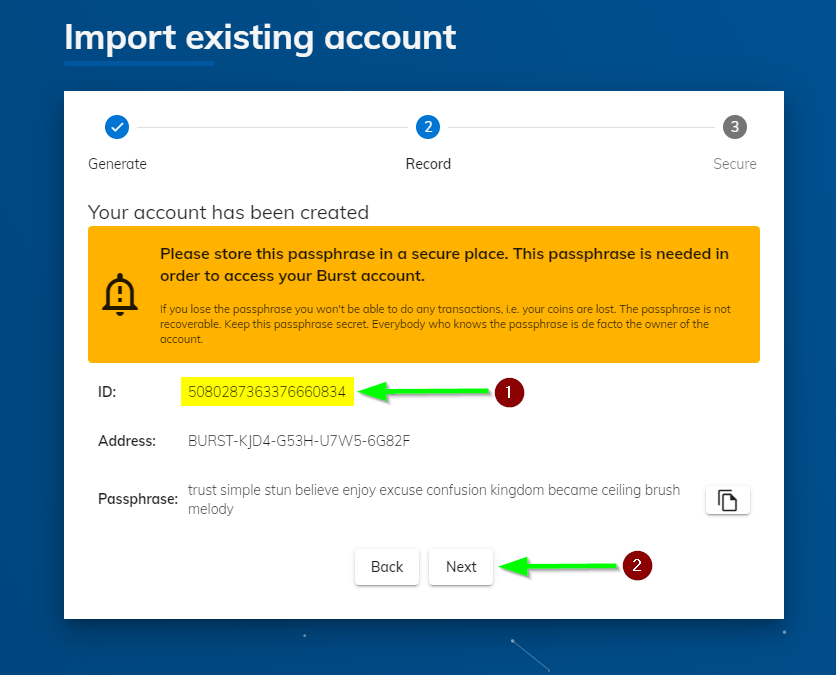 Import existing account
2
3
Generate
Record
Secure
Your account has been created
Please store this passphrase in a secure place. This passphrase is needed in
order to access your Burst account.
If you lose the passphrase you won't be able to do any transactions, i.e. your coins are lost. The passphrase is not
recoverable. Keep this passphrase secret. Everybody who knows the passphrase is de facto the owner of the
account.
ID: 5080287363376660834
1
Address: BURST-KJD4-G53H-U7W5-6G82F
Passphrase: trust simple stun believe enjoy excuse confusion kingdom became ceiling brush
melody
Back Next
2